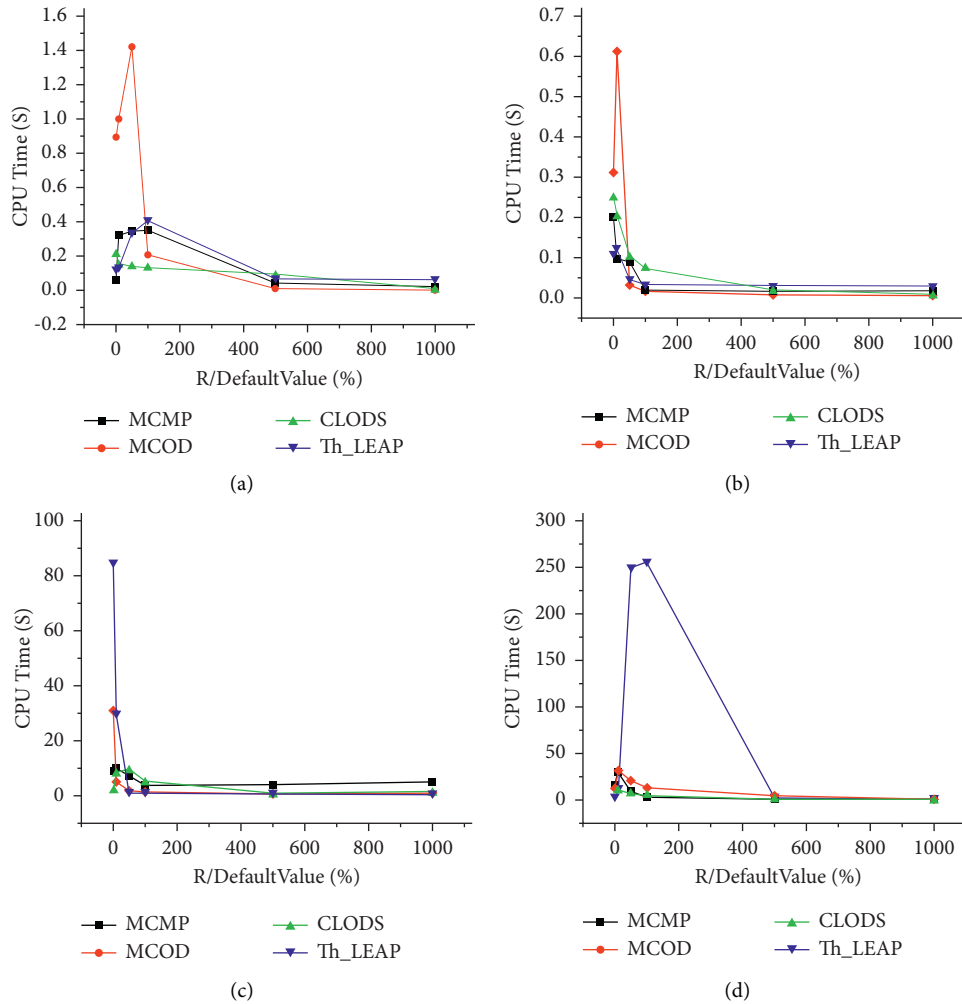 1.6
1.4
1.2
1.0
0.8
0.6
0.4
0.2
0.0
-0.2
CPU Time (S)
0 200 400 600 800 1000
R/DefaultValue (%)
MCMP CLODS
MCOD Th_LEAP
(a)
0.7
0.6
0.5
0.4
0.3
0.2
0.1
0.0
CPU Time (S)
0 200 400 600 800 1000
R/DefaultValue (%)
MCMP CLODS
MCOD Th_LEAP
(b)
100
80
60
40
20
0
CPU Time (S)
0 200 400 600 800 1000
R/DefaultValue (%)
MCMP CLODS
MCOD Th_LEAP
(c)
300
250
200
150
100
50
0
CPU Time (S)
0 200 400 600 800 1000
R/DefaultValue (%)
MCMP CLODS
MCOD Th_LEAP
(d)